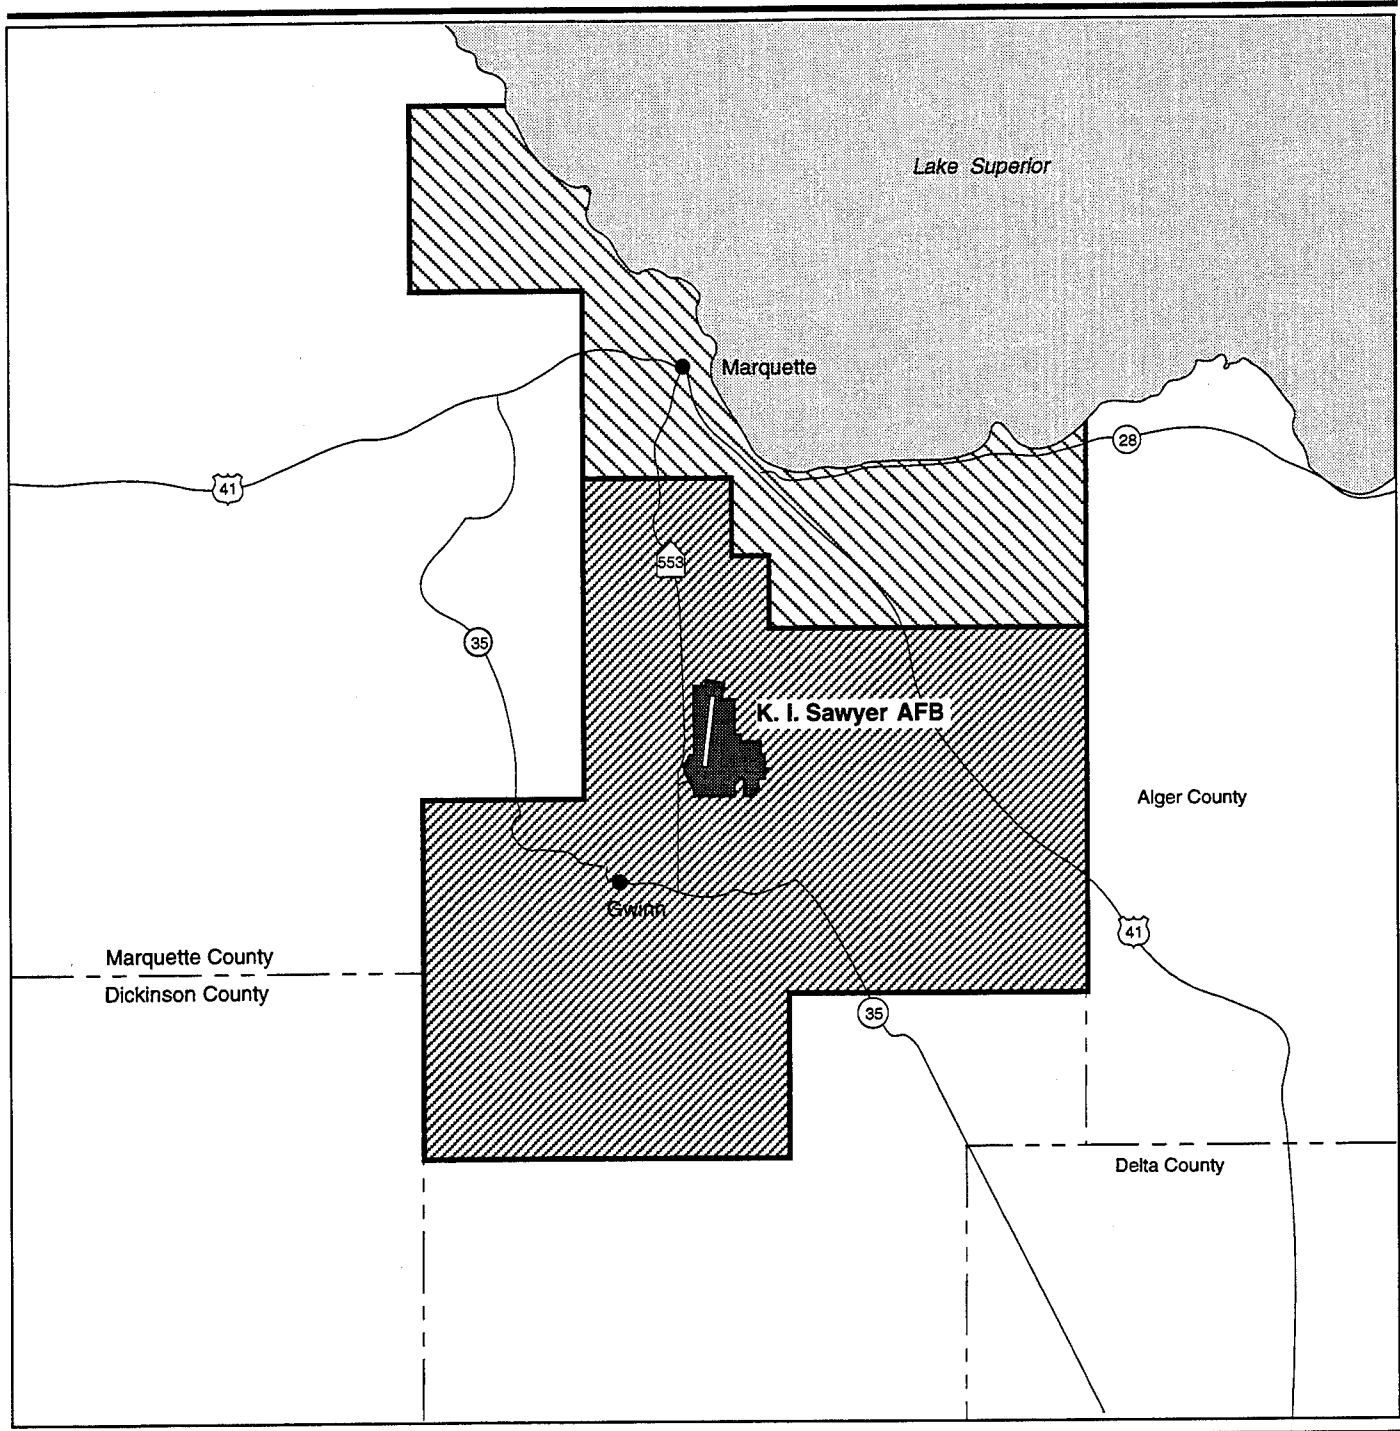 Lake Superior
Marquette
28
41
553
35
K. I. Sawyer AFB
Alger County
Gwinn
41
Marquette County
Dickinson County
35
Delta County